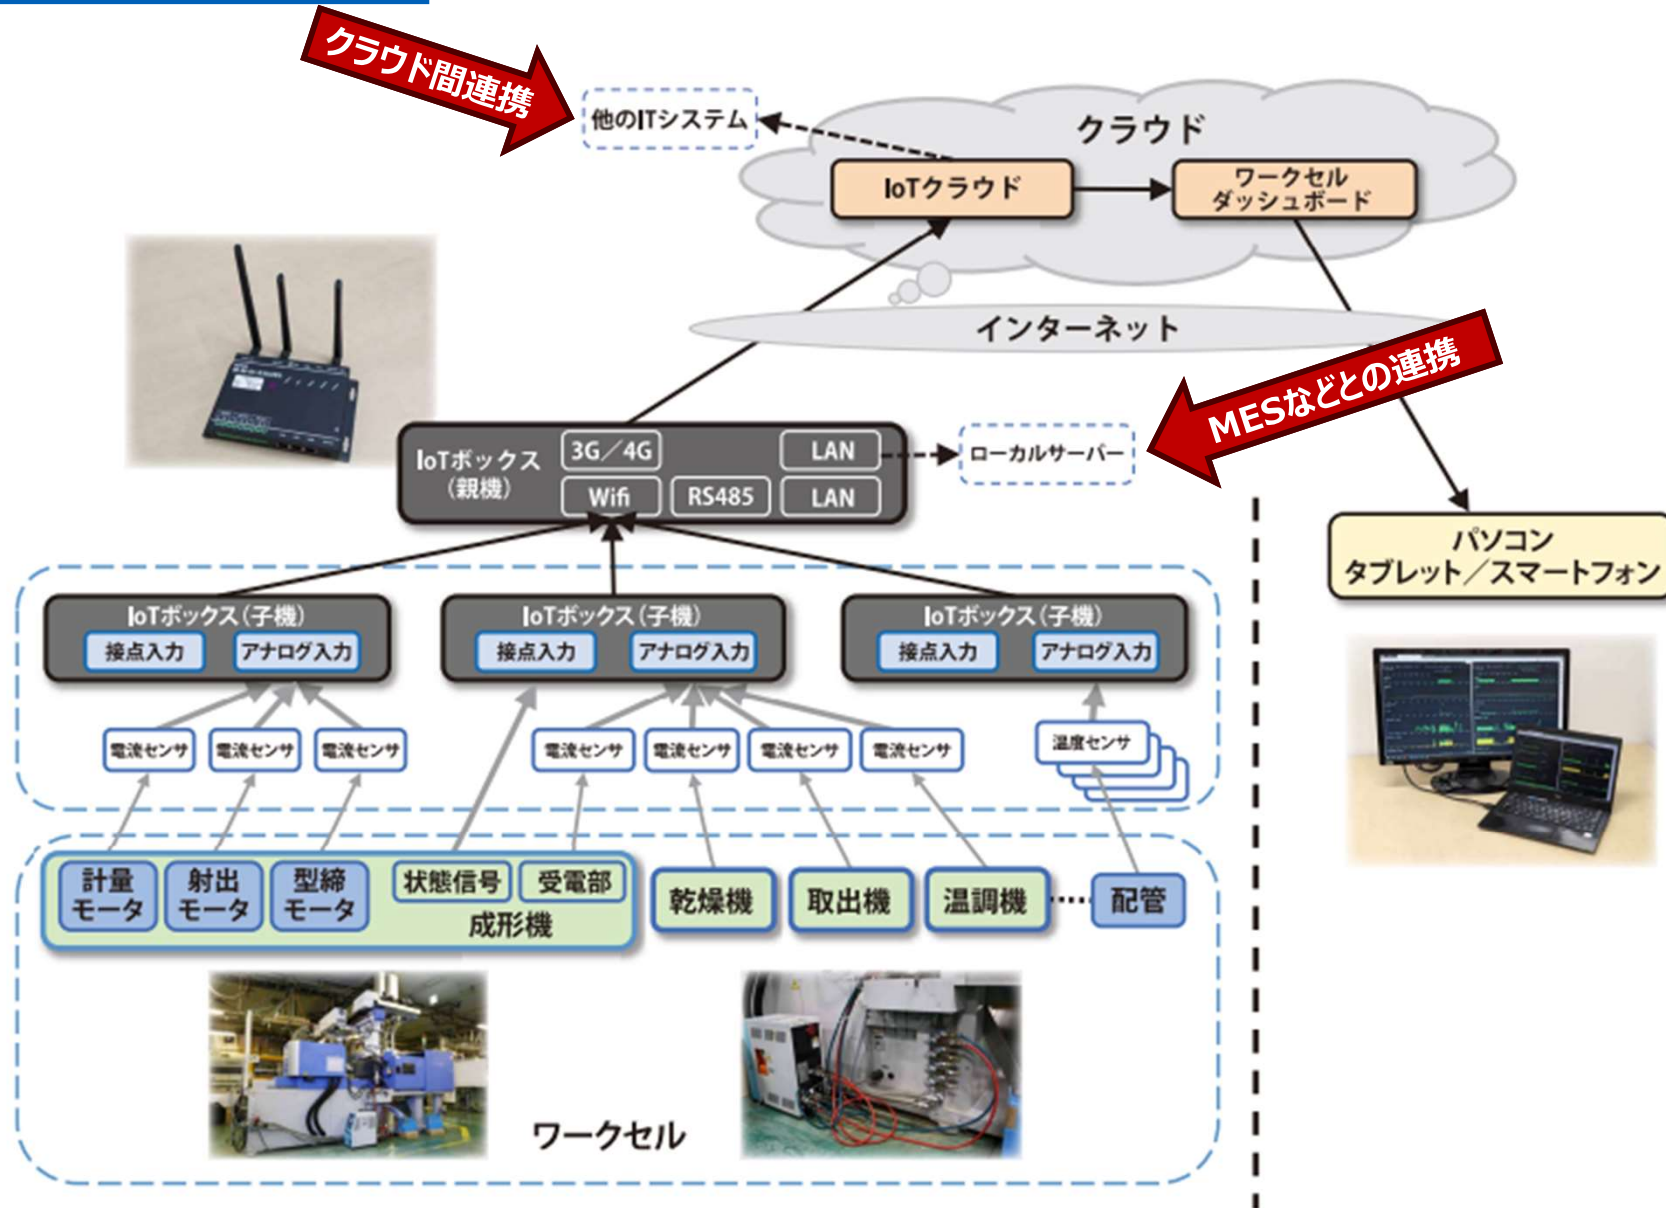 クラウド間連携
他のITシステム
クラウド
IoTクラウド
ワークセル
ダッシュボード
インターネット
MESなどとの連携
IoTボックス
（親機）
3G／4G
LAN
Wifi
RS485
LAN
ローカルサーバー
パソコン
タブレット／スマートフォン
IoTボックス（子機）
接点入力
アナログ入力
IoTボックス（子機）
接点入力
アナログ入力
IoTボックス（子機）
接点入力
アナログ入力
電流センサ
電流センサ
電流センサ
電流センサ
電流センサ
電流センサ
電流センサ
温度センサ
計量
モータ
射出
モータ
型締
モータ
状態信号
受電部
成形機
乾燥機
取出機
温調機
配管
ワークセル